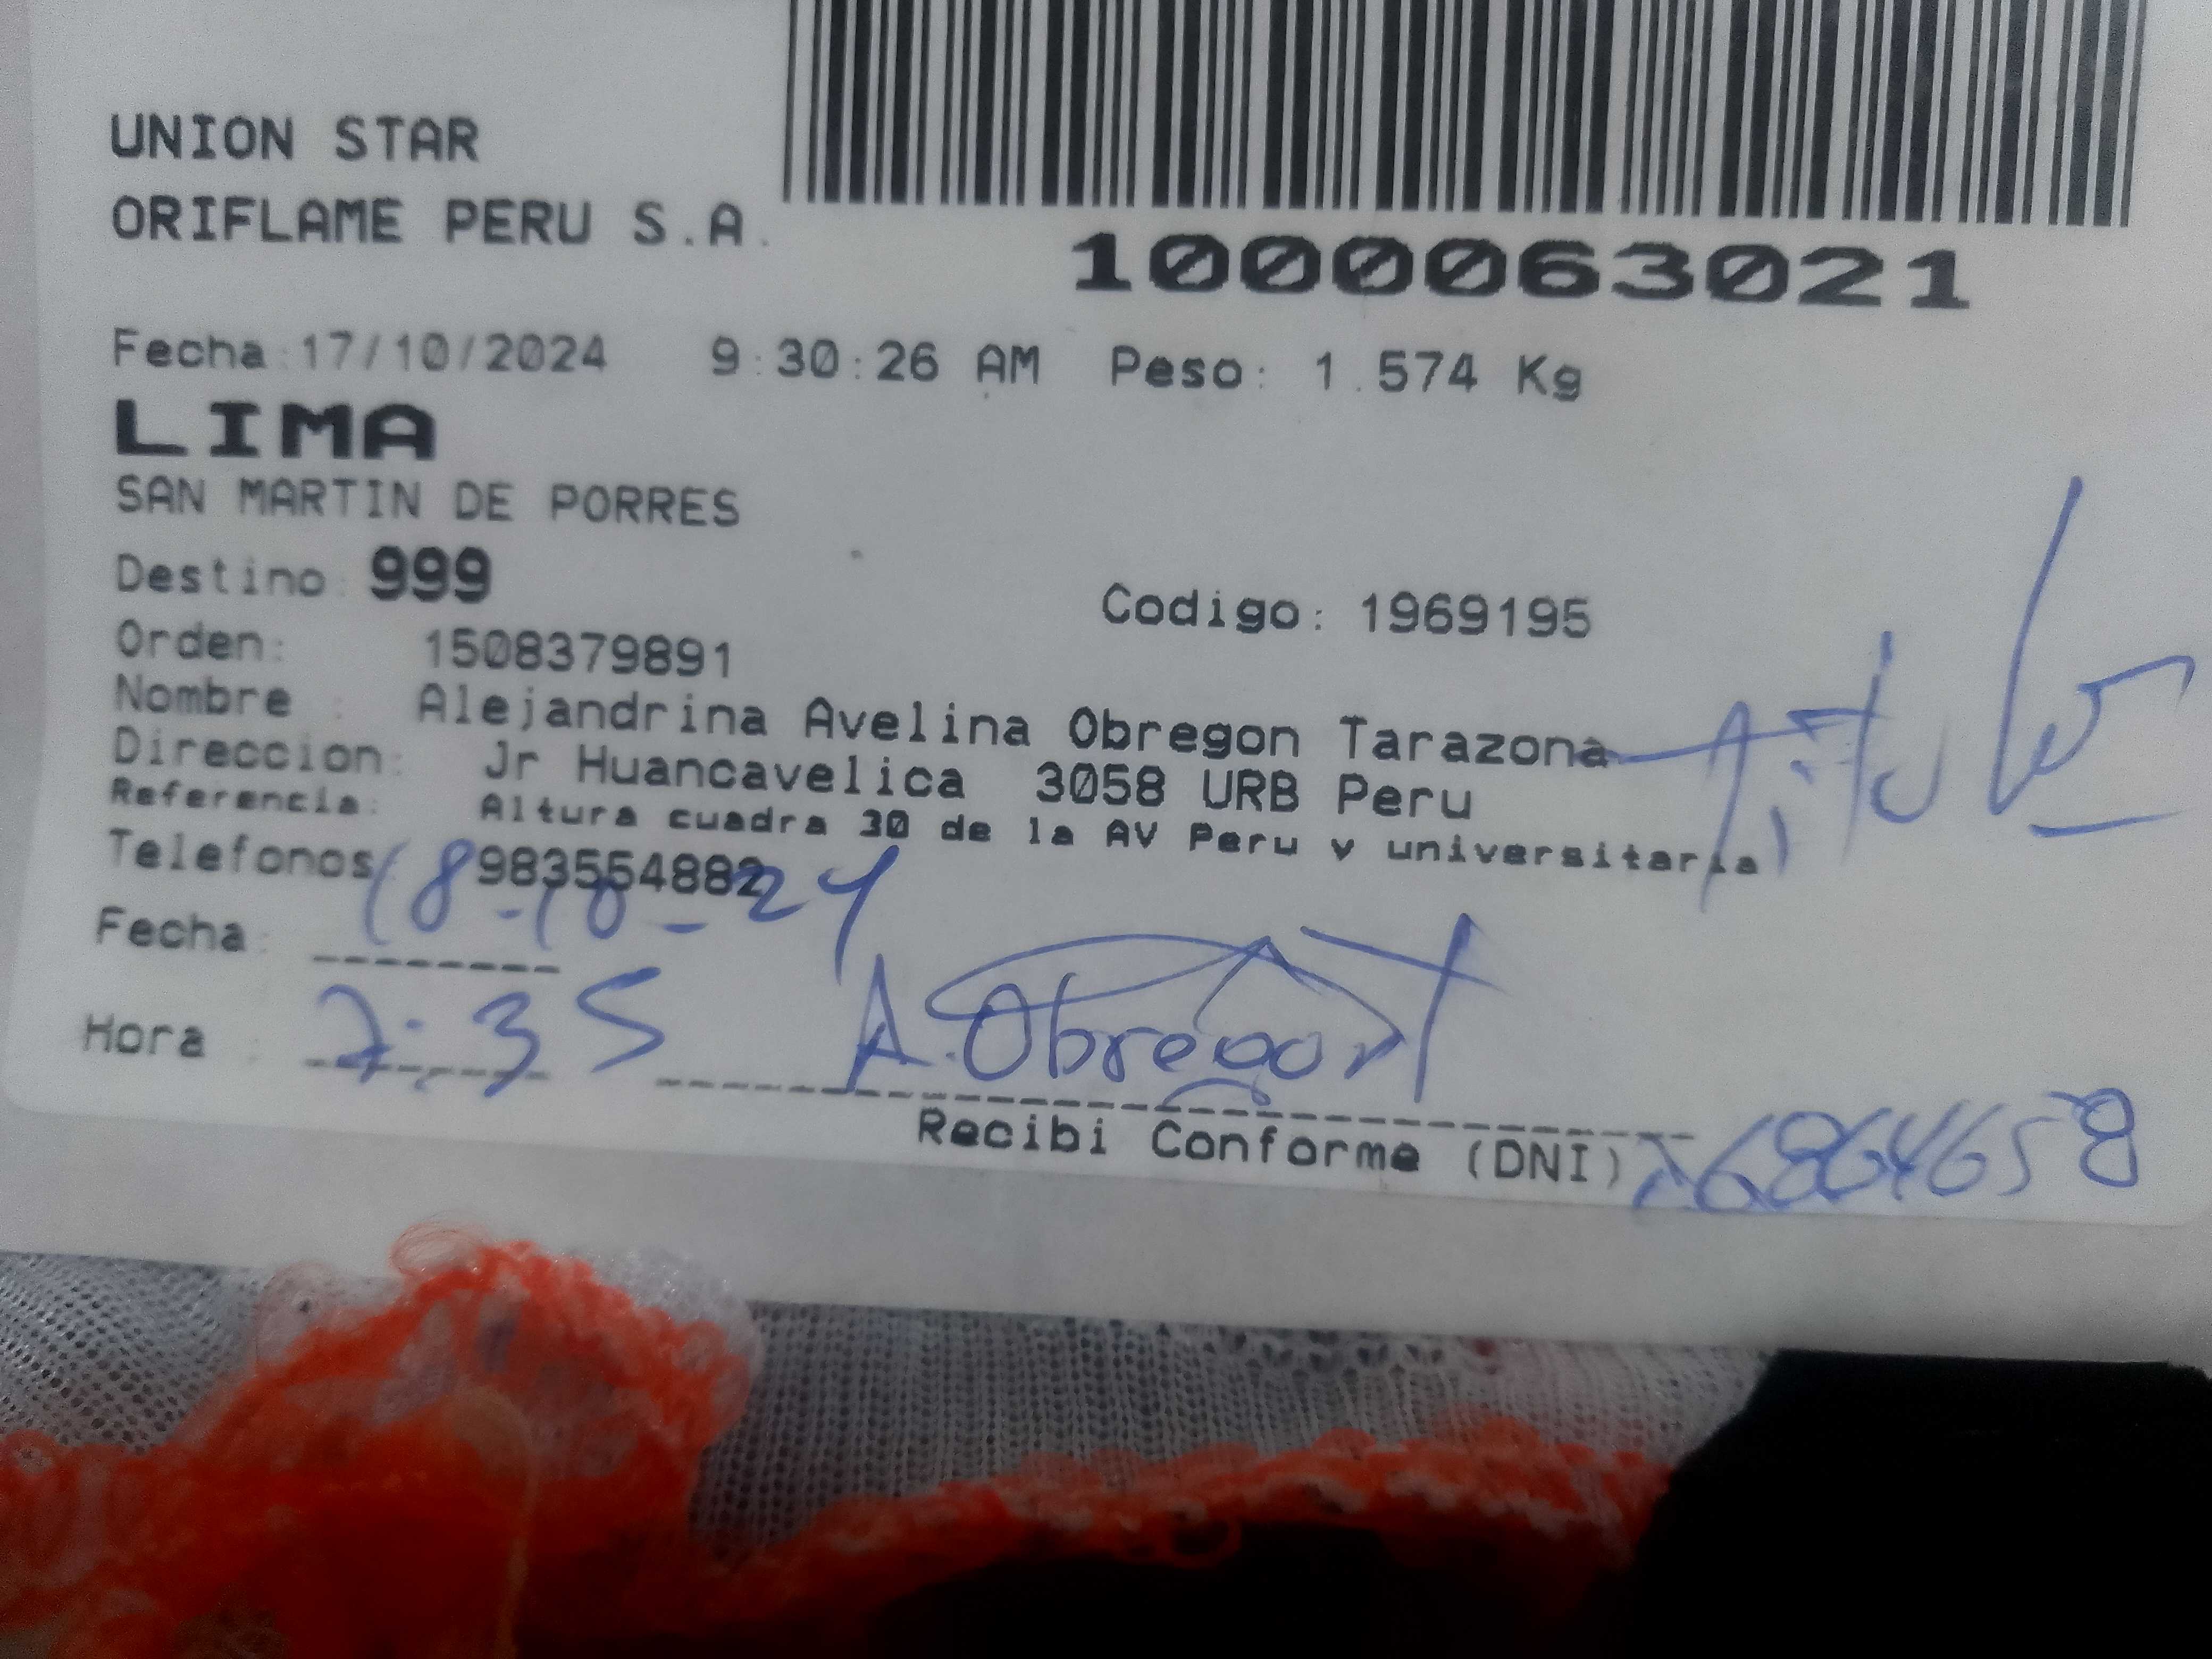 UNION STAR
ORIFLAME PERU S.A.
1000063021
Fecha:17/10/2024 9:30:26 AM Peso: 1.574 Kg
LIMA
SAN MARTIN DE PORRES
Destino: 999 Codigo: 1969195
Orden: 1508379891
Nombre : Alejandrina Avelina Obregon Tarazona
Direccion: Jr Huancavelica 3058 URB Peru
Referencia: Altura cuadra 30 de la AV Peru y universitaria
Telefonos: 983554882
Fecha: 18-10-24
Hora : 7:35 A. Obregon T
Recibi Conforme (DNI)